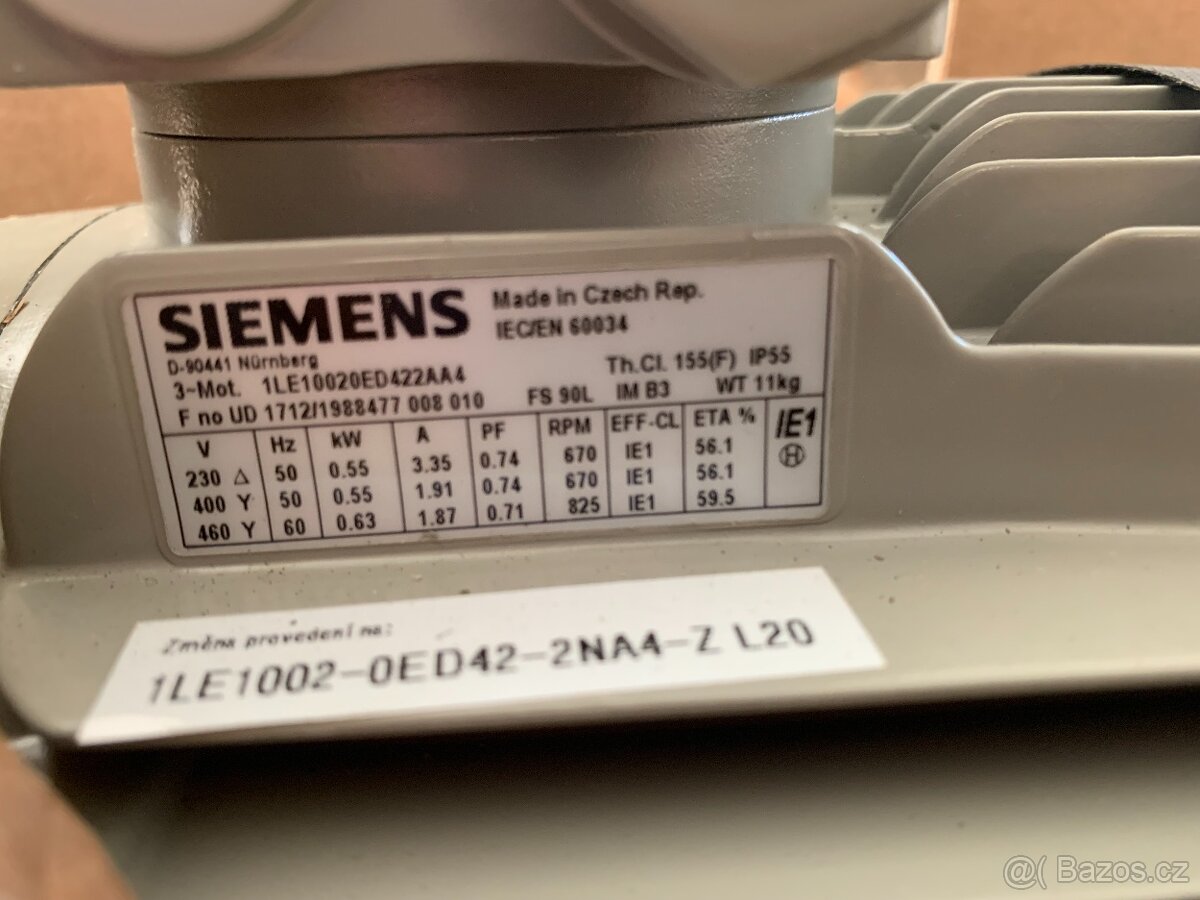 SIEMENS
Made in Czech Rep.
IEC/EN 60034
D-90441 Nürnberg
3~Mot. 1LE10020ED422AA4
Th.Cl. 155(F) IP55
F no UD 1712/1988477 008 010
FS 90L IM B3 WT 11kg
V Hz kW A PF RPM EFF-CL ETA % IE1
230 Δ 50 0.55 3.35 0.74 670 IE1 56.1
400 Y 50 0.55 1.91 0.74 670 IE1 56.1
460 Y 60 0.63 1.87 0.71 825 IE1 59.5
H
Změna provedení na:
1LE1002-0ED42-2NA4-Z L20
@( Bazos.cz